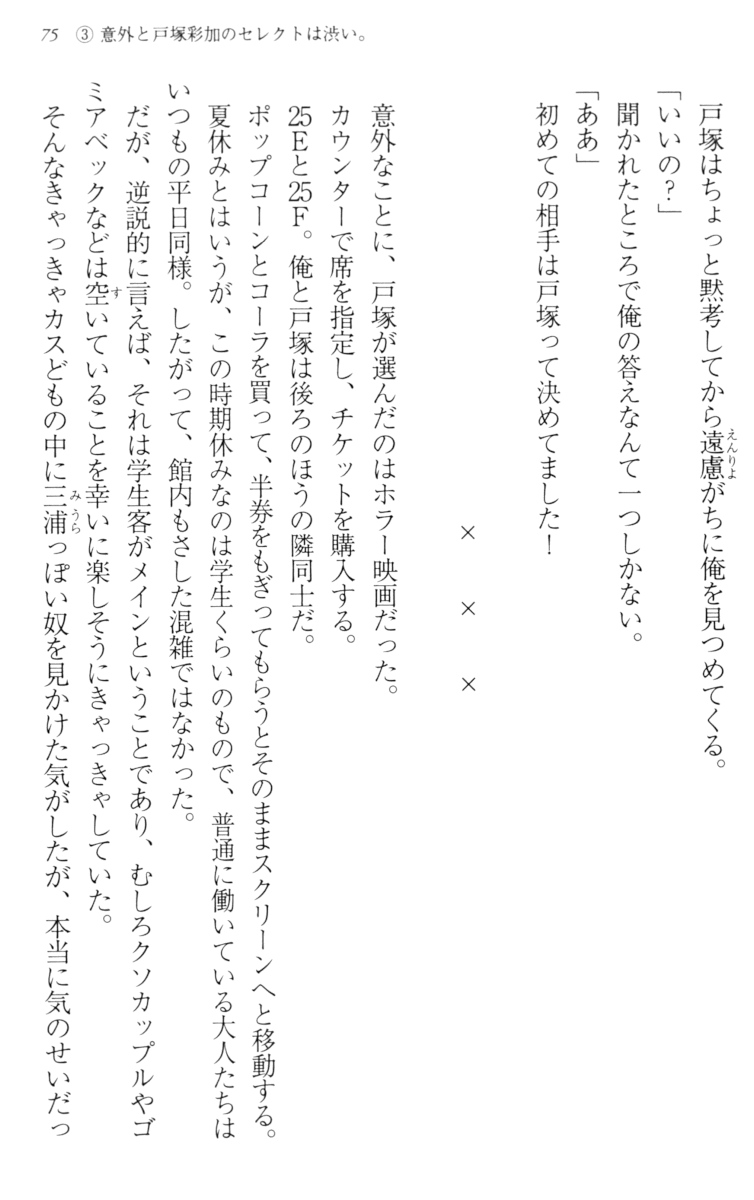 75　③ 意外と戸塚彩加のセレクトは渋い。
戸塚はちょっと黙考してから遠慮がちに俺を見つめてくる。
「いいの？」
聞かれたところで俺の答えなんて一つしかない。
「ああ」
初めての相手は戸塚って決めてました！
×　×　×
意外なことに、戸塚が選んだのはホラー映画だった。
カウンターで席を指定し、チケットを購入する。
25Eと25F。俺と戸塚は後ろのほうの隣同士だ。
ポップコーンとコーラを買って、半券をもぎってもらうとそのままスクリーンへと移動する。
夏休みとはいうが、この時期休みなのは学生くらいのもので、普通に働いている大人たちは
いつもの平日同様。したがって、館内もさした混雑ではなかった。
だが、逆説的に言えば、それは学生客がメインということであり、むしろクソカップルやゴ
ミアベックなどは空いていることを幸いに楽しそうにきゃっきゃしていた。
そんなきゃっきゃカスどもの中に三浦っぽい奴を見かけた気がしたが、本当に気のせいだっ